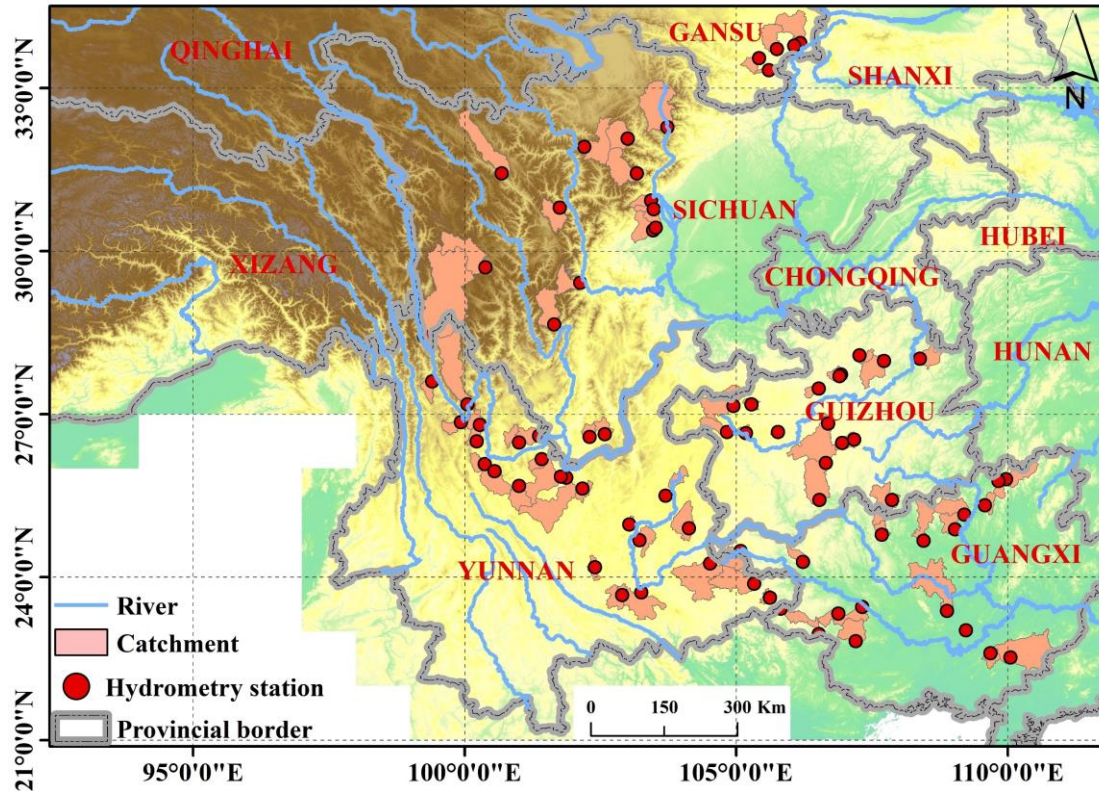 GANSU
QINGHAI
SHANXI
N
33°0'0"N
SICHUAN
HUBEI
30°0'0"N
XIZANG
CHONGQING
HUNAN
27°0'0"N
GUIZHOU
GUANGXI
24°0'0"N
YUNNAN
River
Catchment
Hydrometry station
Provincial border
0 150 300 Km
21°0'0"N
95°0'0"E 100°0'0"E 105°0'0"E 110°0'0"E